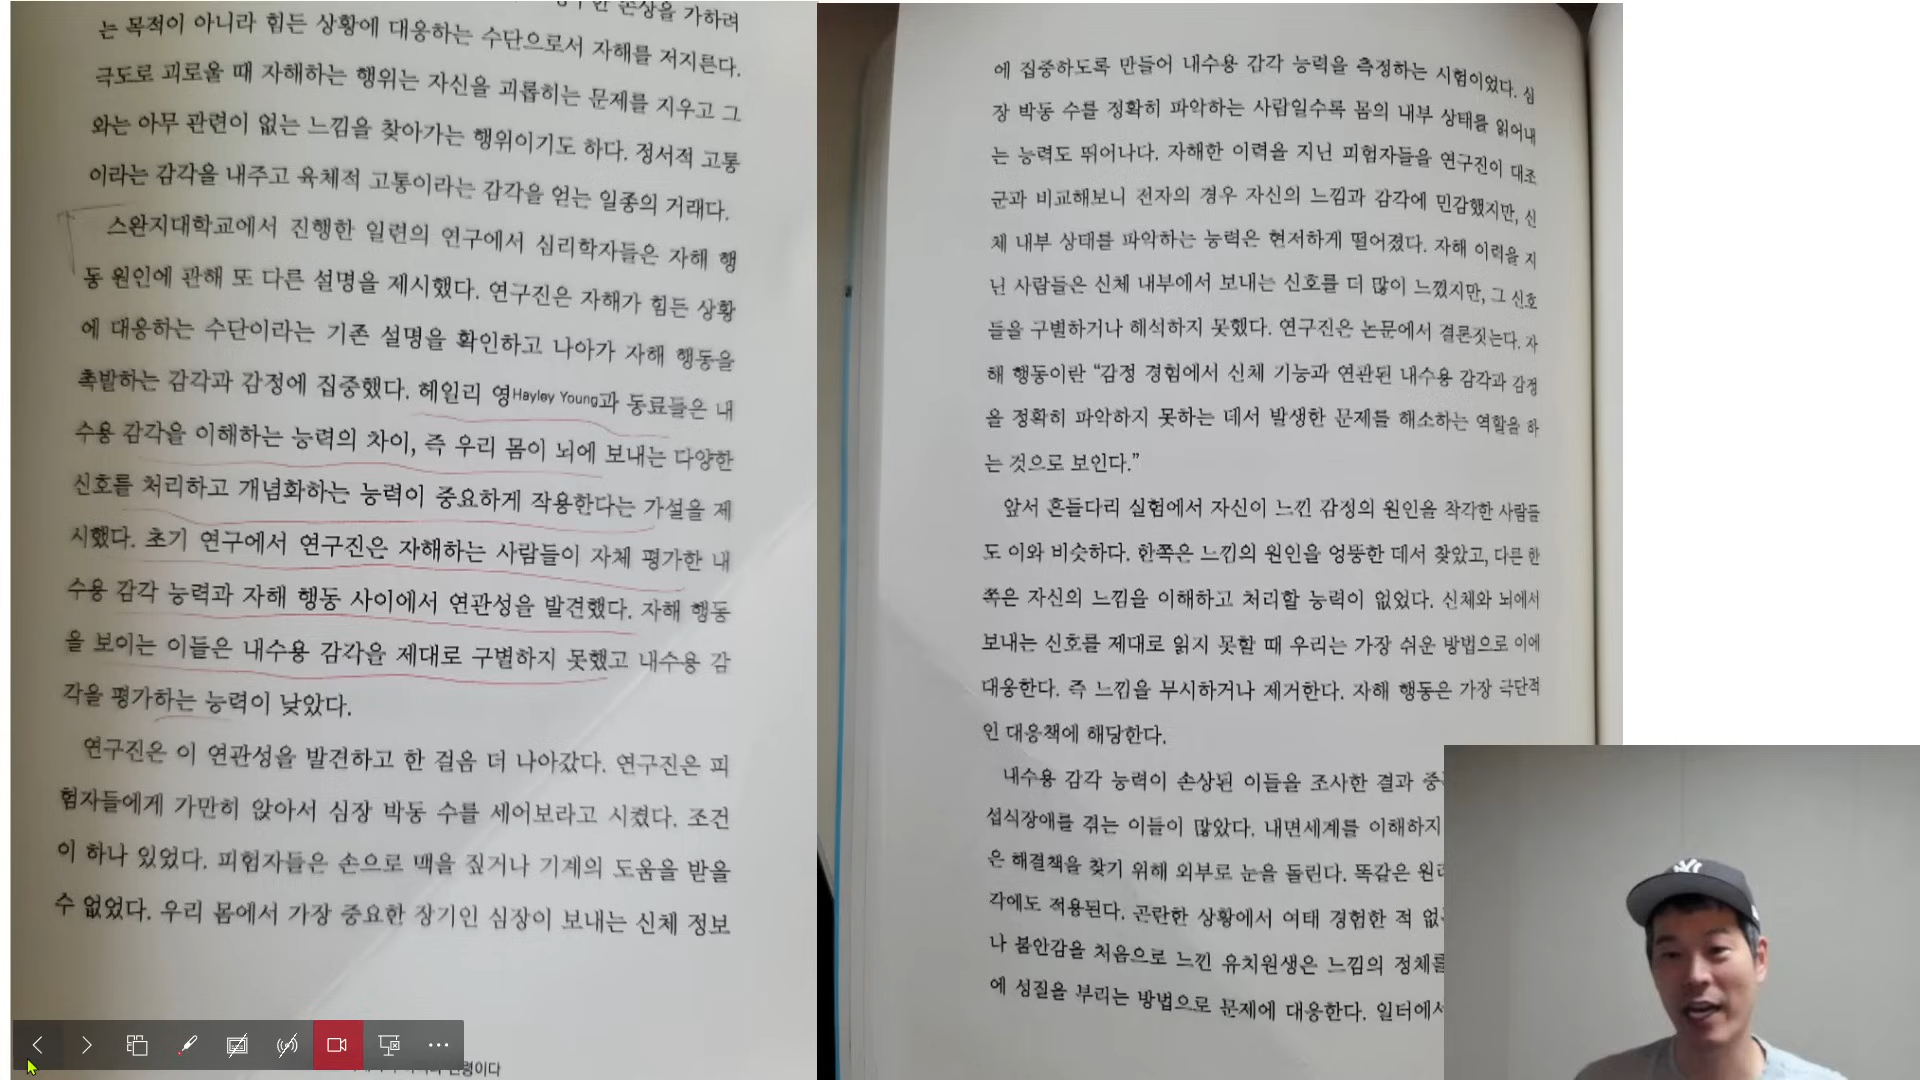 손상을 가하려
는 목적이 아니라 힘든 상황에 대응하는 수단으로서 자해를 저지른다.
극도로 괴로울 때 자해하는 행위는 자신을 괴롭히는 문제를 지우고 그
와는 아무 관련이 없는 느낌을 찾아가는 행위이기도 하다. 정서적 고통
이라는 감각을 내주고 육체적 고통이라는 감각을 얻는 일종의 거래다.
스완지대학교에서 진행한 일련의 연구에서 심리학자들은 자해 행
동 원인에 관해 또 다른 설명을 제시했다. 연구진은 자해가 힘든 상황
에 대응하는 수단이라는 기존 설명을 확인하고 나아가 자해 행동을
촉발하는 감각과 감정에 집중했다. 헤일리 영Hayley Young과 동료들은 내
수용 감각을 이해하는 능력의 차이, 즉 우리 몸이 뇌에 보내는 다양한
신호를 처리하고 개념화하는 능력이 중요하게 작용한다는 가설을 제
시했다. 초기 연구에서 연구진은 자해하는 사람들이 자체 평가한 내
수용 감각 능력과 자해 행동 사이에서 연관성을 발견했다. 자해 행동
을 보이는 이들은 내수용 감각을 제대로 구별하지 못했고 내수용 감
각을 평가하는 능력이 낮았다.
연구진은 이 연관성을 발견하고 한 걸음 더 나아갔다. 연구진은 피
험자들에게 가만히 앉아서 심장 박동 수를 세어보라고 시켰다. 조건
이 하나 있었다. 피험자들은 손으로 맥을 짚거나 기계의 도움을 받을
수 없었다. 우리 몸에서 가장 중요한 장기인 심장이 보내는 신체 정보
에 집중하도록 만들어 내수용 감각 능력을 측정하는 시험이었다. 심
장 박동 수를 정확히 파악하는 사람일수록 몸의 내부 상태를 읽어내
는 능력도 뛰어나다. 자해한 이력을 지닌 피험자들을 연구진이 대조
군과 비교해보니 전자의 경우 자신의 느낌과 감각에 민감했지만, 신
체 내부 상태를 파악하는 능력은 현저하게 떨어졌다. 자해 이력을 지
닌 사람들은 신체 내부에서 보내는 신호를 더 많이 느꼈지만, 그 신호
들을 구별하거나 해석하지 못했다. 연구진은 논문에서 결론짓는다. 자
해 행동이란 “감정 경험에서 신체 기능과 연관된 내수용 감각과 감정
을 정확히 파악하지 못하는 데서 발생한 문제를 해소하는 역할을 하
는 것으로 보인다.”
앞서 흔들다리 실험에서 자신이 느낀 감정의 원인을 착각한 사람들
도 이와 비슷하다. 한쪽은 느낌의 원인을 엉뚱한 데서 찾았고, 다른 한
쪽은 자신의 느낌을 이해하고 처리할 능력이 없었다. 신체와 뇌에서
보내는 신호를 제대로 읽지 못할 때 우리는 가장 쉬운 방법으로 이에
대응한다. 즉 느낌을 무시하거나 제거한다. 자해 행동은 가장 극단적
인 대응책에 해당한다.
내수용 감각 능력이 손상된 이들을 조사한 결과
섭식장애를 겪는 이들이 많았다. 내면세계를 이해하지
은 해결책을 찾기 위해 외부로 눈을 돌린다. 똑같은
각에도 적용된다. 곤란한 상황에서 여태 경험한 적
나 불안감을 처음으로 느낀 유치원생은 느낌의 정체를
에 성질을 부리는 방법으로 문제에 대응한다. 일터에서